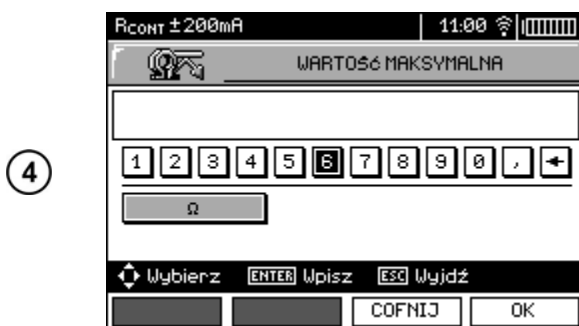 RCONT ±200mA 11:00
WARTOŚĆ MAKSYMALNA
4
1 2 3 4 5 6 7 8 9 0 ,
Ω
Wybierz ENTER Wpisz ESC Wyjdź
COFNIJ OK